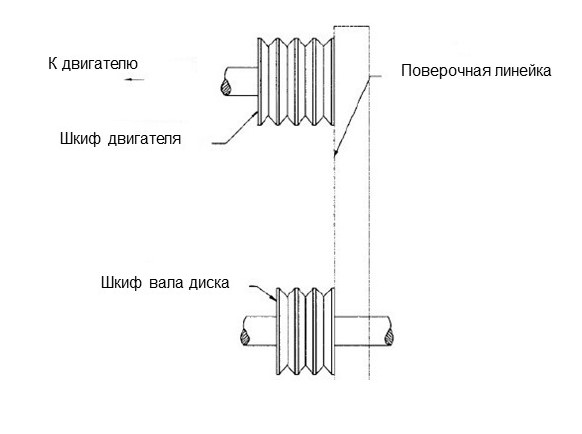 К двигателю
Поверочная линейка
Шкиф двигателя
Шкиф вала диска